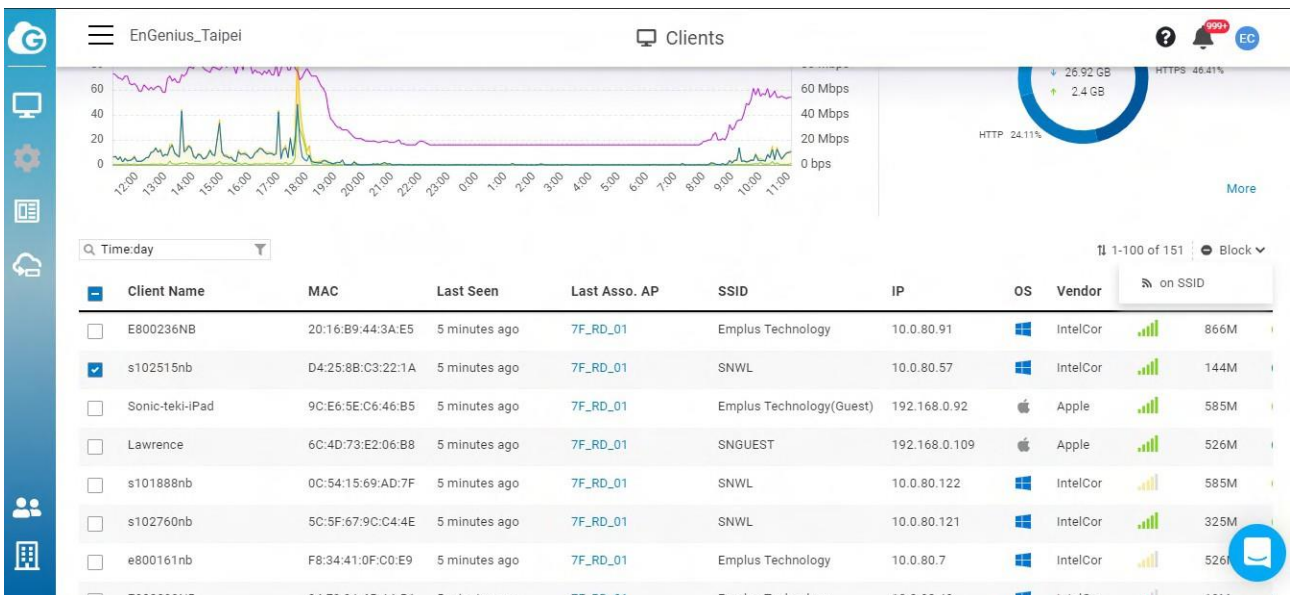 EnGenius_Taipei
Clients
999+
EC
60
40
20
0
60 Mbps
40 Mbps
20 Mbps
0 bps
12:00 13:00 14:00 15:00 16:00 17:00 18:00 19:00 20:00 21:00 22:00 23:00 0:00 1:00 2:00 3:00 4:00 5:00 6:00 7:00 8:00 9:00 10:00 11:00
26.92 GB
2.4 GB
HTTPS 46.41%
HTTP 24.11%
More
Time:day
1-100 of 151 Block
on SSID
Client Name MAC Last Seen Last Asso. AP SSID IP OS Vendor
E800236NB 20:16:B9:44:3A:E5 5 minutes ago 7F_RD_01 Emplus Technology 10.0.80.91 IntelCor 866M
s102515nb D4:25:8B:C3:22:1A 5 minutes ago 7F_RD_01 SNWL 10.0.80.57 IntelCor 144M
Sonic-teki-iPad 9C:E6:5E:C6:46:B5 5 minutes ago 7F_RD_01 Emplus Technology(Guest) 192.168.0.92 Apple 585M
Lawrence 6C:4D:73:E2:06:B8 5 minutes ago 7F_RD_01 SNGUEST 192.168.0.109 Apple 526M
s101888nb 0C:54:15:69:AD:7F 5 minutes ago 7F_RD_01 SNWL 10.0.80.122 IntelCor 585M
s102760nb 5C:5F:67:9C:C4:4E 5 minutes ago 7F_RD_01 SNWL 10.0.80.121 IntelCor 325M
e800161nb F8:34:41:0F:C0:E9 5 minutes ago 7F_RD_01 Emplus Technology 10.0.80.7 IntelCor